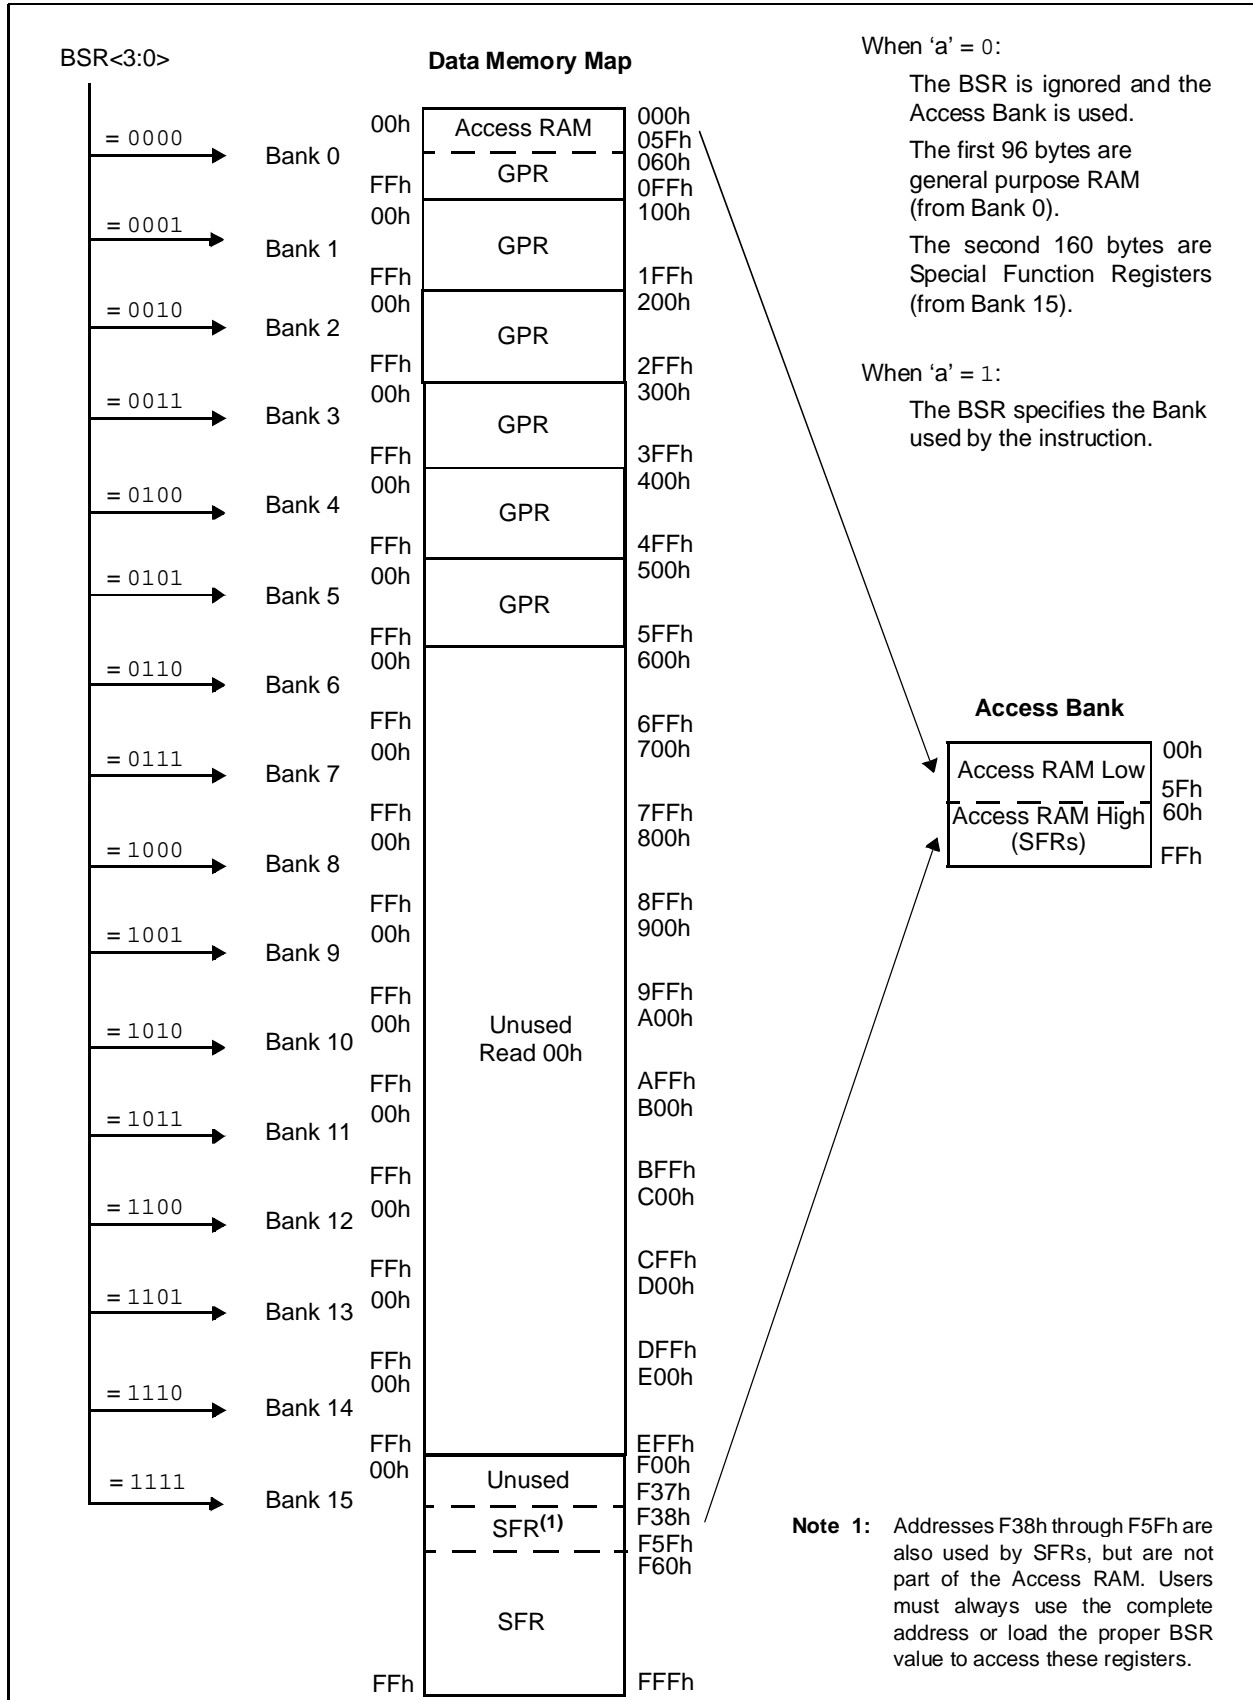 BSR<3:0>
Data Memory Map
When ‘a’ = 0:
The BSR is ignored and the
Access Bank is used.
The first 96 bytes are
general purpose RAM
(from Bank 0).
The second 160 bytes are
Special Function Registers
(from Bank 15).
When ‘a’ = 1:
The BSR specifies the Bank
used by the instruction.
= 0000
Bank 0
00h
Access RAM
000h
05Fh
GPR
060h
FFh
0FFh
= 0001
Bank 1
00h
100h
GPR
FFh
1FFh
= 0010
Bank 2
00h
200h
GPR
FFh
2FFh
= 0011
Bank 3
00h
300h
GPR
FFh
3FFh
= 0100
Bank 4
00h
400h
GPR
FFh
4FFh
= 0101
Bank 5
00h
500h
GPR
FFh
5FFh
= 0110
Bank 6
00h
600h
FFh
6FFh
= 0111
Bank 7
00h
700h
FFh
7FFh
= 1000
Bank 8
00h
800h
FFh
8FFh
= 1001
Bank 9
00h
900h
FFh
9FFh
= 1010
Bank 10
00h
A00h
Unused
Read 00h
FFh
AFFh
= 1011
Bank 11
00h
B00h
FFh
BFFh
= 1100
Bank 12
00h
C00h
FFh
CFFh
= 1101
Bank 13
00h
D00h
FFh
DFFh
= 1110
Bank 14
00h
E00h
FFh
EFFh
= 1111
Bank 15
00h
F00h
Unused
F37h
SFR(1)
F38h
F5Fh
F60h
SFR
FFh
FFFh
Access Bank
Access RAM Low
00h
5Fh
Access RAM High
(SFRs)
60h
FFh
Note 1: Addresses F38h through F5Fh are
also used by SFRs, but are not
part of the Access RAM. Users
must always use the complete
address or load the proper BSR
value to access these registers.